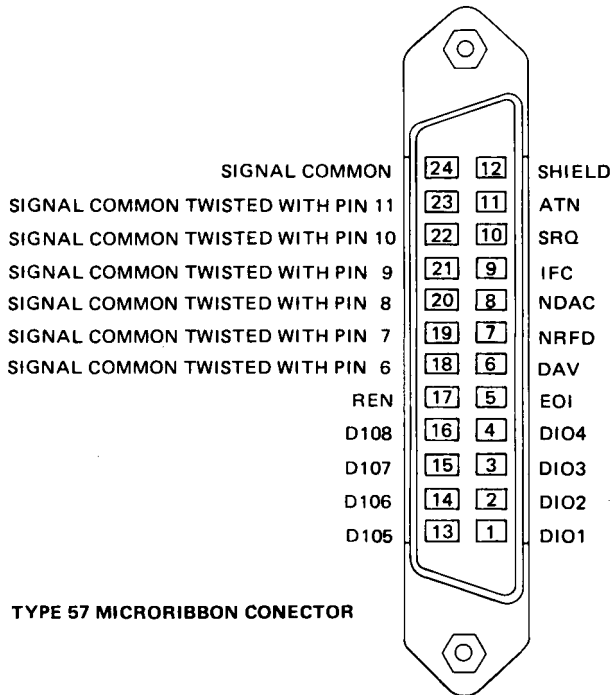 SIGNAL COMMON 24 12 SHIELD
SIGNAL COMMON TWISTED WITH PIN 11 23 11 ATN
SIGNAL COMMON TWISTED WITH PIN 10 22 10 SRQ
SIGNAL COMMON TWISTED WITH PIN 9 21 9 IFC
SIGNAL COMMON TWISTED WITH PIN 8 20 8 NDAC
SIGNAL COMMON TWISTED WITH PIN 7 19 7 NRFD
SIGNAL COMMON TWISTED WITH PIN 6 18 6 DAV
REN 17 5 EOI
D108 16 4 DIO4
D107 15 3 DIO3
D106 14 2 DIO2
D105 13 1 DIO1
TYPE 57 MICRORIBBON CONECTOR